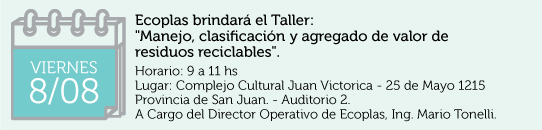 Ecoplas brindará el Taller:
"Manejo, clasificación y agregado de valor de
residuos reciclables".
VIERNES
8/08
Horario: 9 a 11 hs
Lugar: Complejo Cultural Juan Victorica - 25 de Mayo 1215
Provincia de San Juan. - Auditorio 2.
A Cargo del Director Operativo de Ecoplas, Ing. Mario Tonelli.